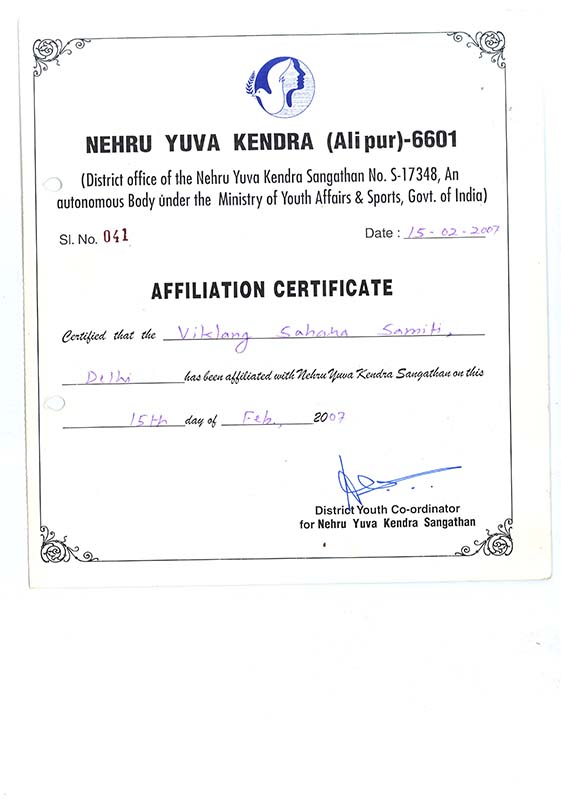 NEHRU YUVA KENDRA (Alipur)-6601
(District office of the Nehru Yuva Kendra Sangathan No. S-17348, An
autonomous Body under the Ministry of Youth Affairs & Sports, Govt. of India)
Sl. No. 041 Date : 15-02-2007
AFFILIATION CERTIFICATE
Certified that the Viklang Sahara Samiti,
Delhi has been affiliated with Nehru Yuva Kendra Sangathan on this
15th day of Feb, 2007
District Youth Co-ordinator
for Nehru Yuva Kendra Sangathan